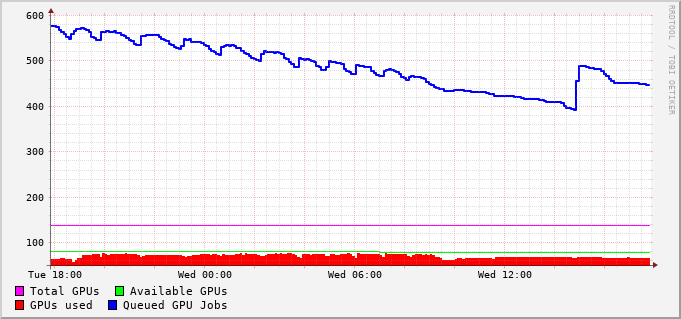 600
500
400
300
200
100
Tue 18:00 Wed 00:00 Wed 06:00 Wed 12:00
Total GPUs Available GPUs
GPUs used Queued GPU Jobs
RRDTOOL / TOBI OETIKER